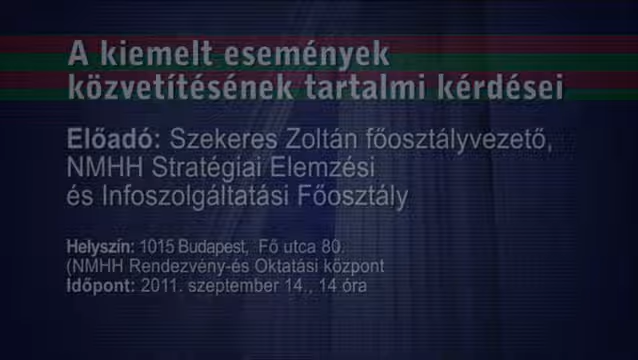 A kiemelt események
közvetítésének tartalmi kérdései
Előadó: Szekeres Zoltán főosztályvezető,
NMHH Stratégiai Elemzési
és Infoszolgáltatási Főosztály
Helyszín: 1015 Budapest, Fő utca 80.
(NMHH Rendezvény-és Oktatási központ
Időpont: 2011. szeptember 14., 14 óra